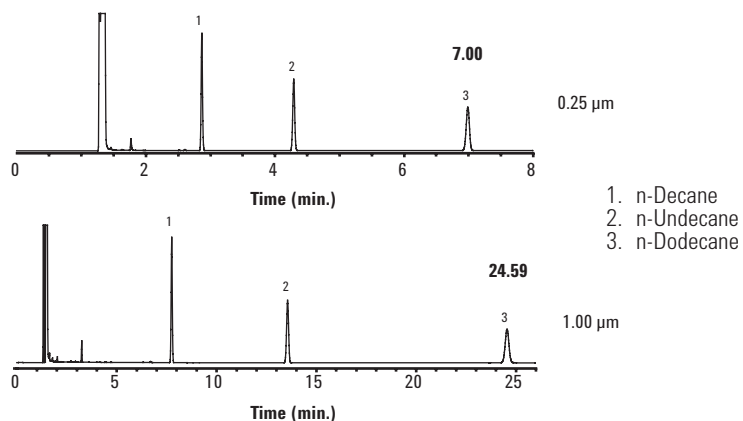 1
2
7.00
3
0.25 µm
0 2 4 6 8
Time (min.)
1. n-Decane
2. n-Undecane
3. n-Dodecane
1
2
24.59
3
1.00 µm
0 5 10 15 20 25
Time (min.)